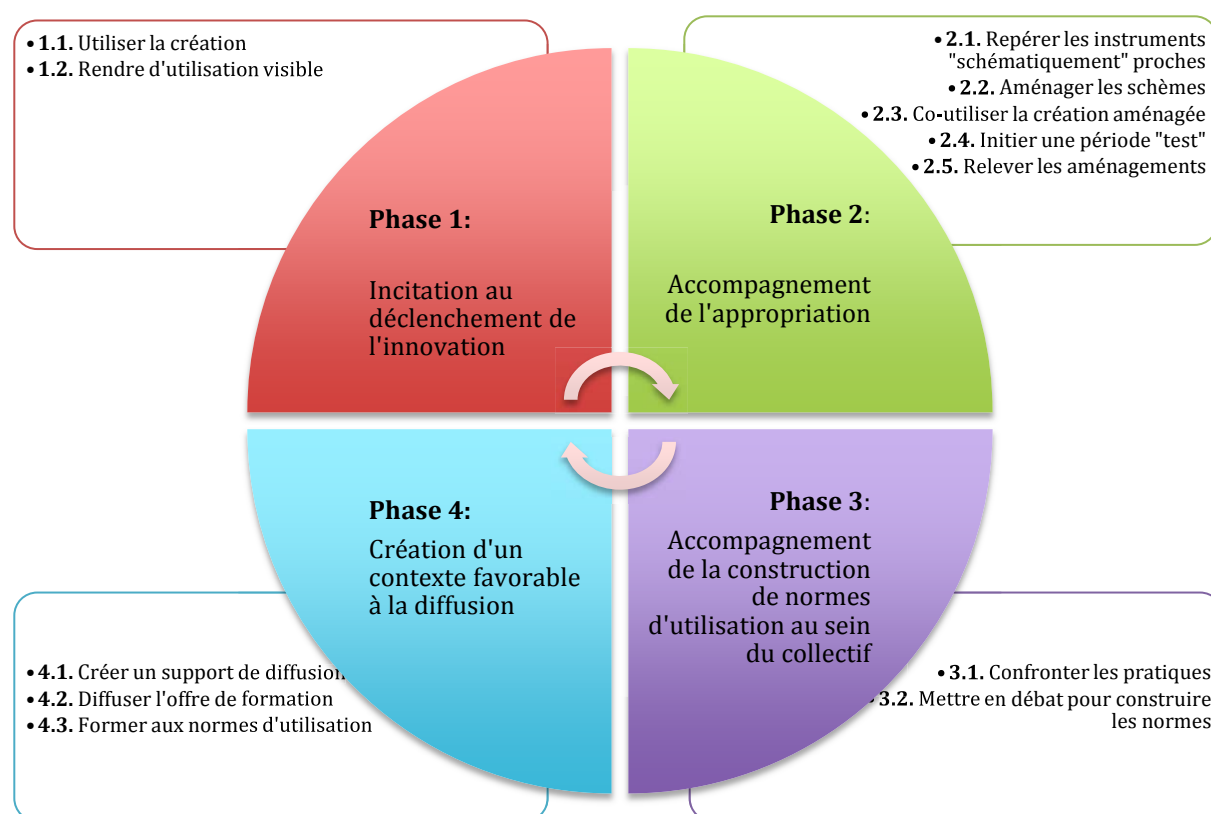 • 1.1. Utiliser la création
• 1.2. Rendre d'utilisation visible
Phase 1:
Incitation au
déclenchement de
l'innovation
• 2.1. Repérer les instruments
"schématiquement" proches
• 2.2. Aménager les schèmes
• 2.3. Co-utiliser la création aménagée
• 2.4. Initier une période "test"
• 2.5. Relever les aménagements
Phase 2:
Accompagnement
de l'appropriation
Phase 3:
Accompagnement
de la construction
de normes
d'utilisation au sein
du collectif
• 3.1. Confronter les pratiques
• 3.2. Mettre en débat pour construire
les normes
Phase 4:
Création d'un
contexte favorable
à la diffusion
• 4.1. Créer un support de diffusion
• 4.2. Diffuser l'offre de formation
• 4.3. Former aux normes d'utilisation